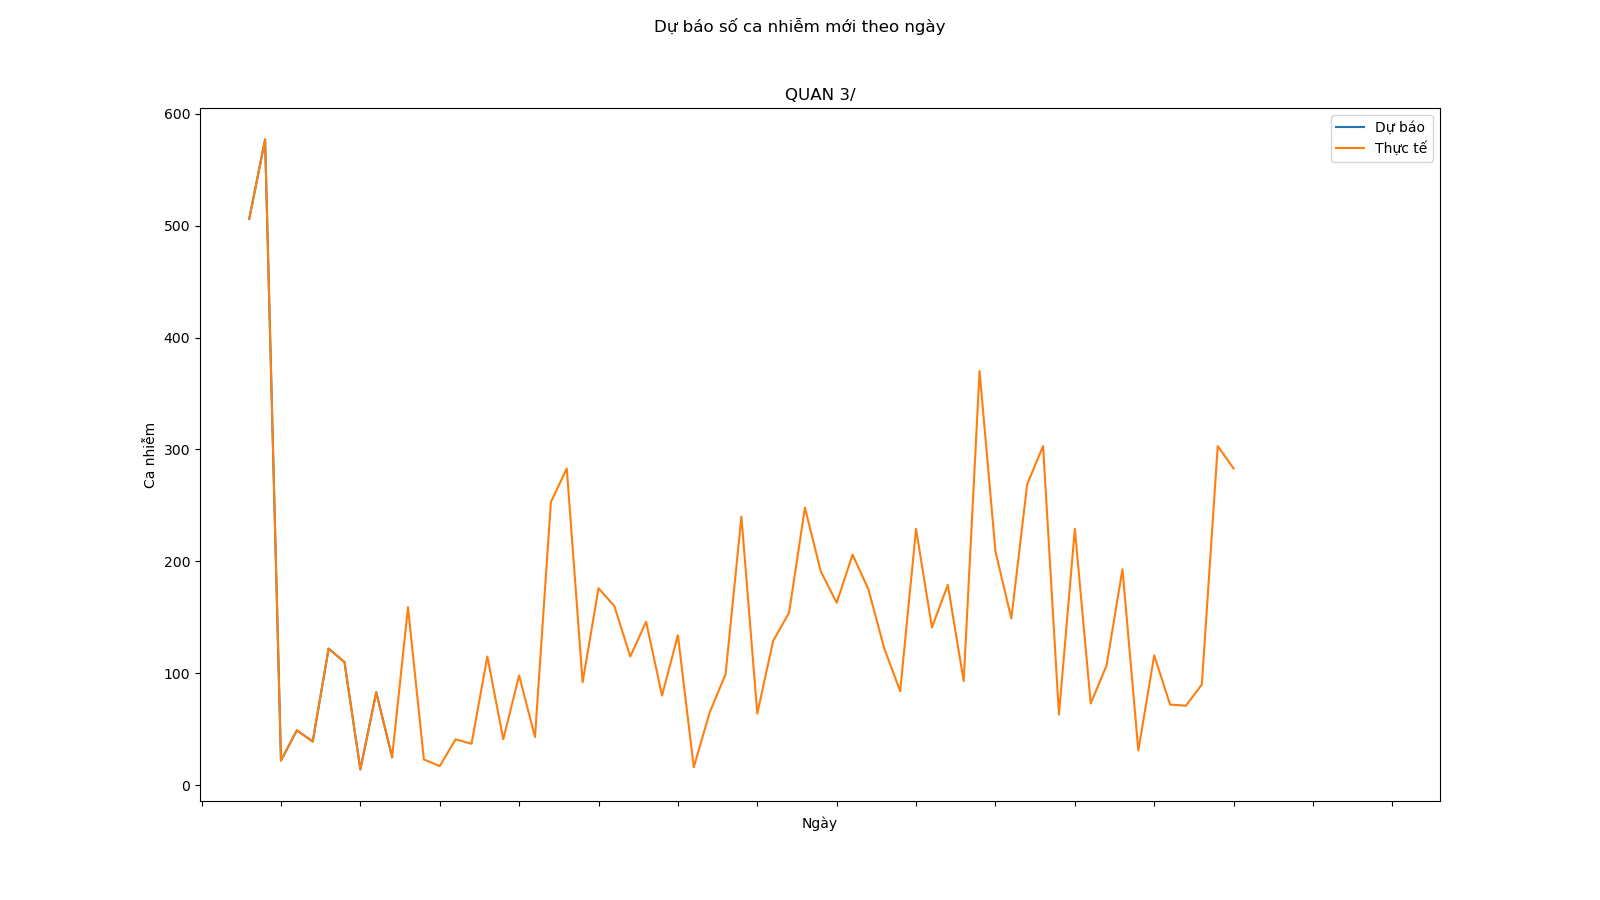 Dự báo số ca nhiễm mới theo ngày
QUAN 3/
Dự báo
Thực tế
600
500
400
300
200
100
0
Ca nhiễm
Ngày